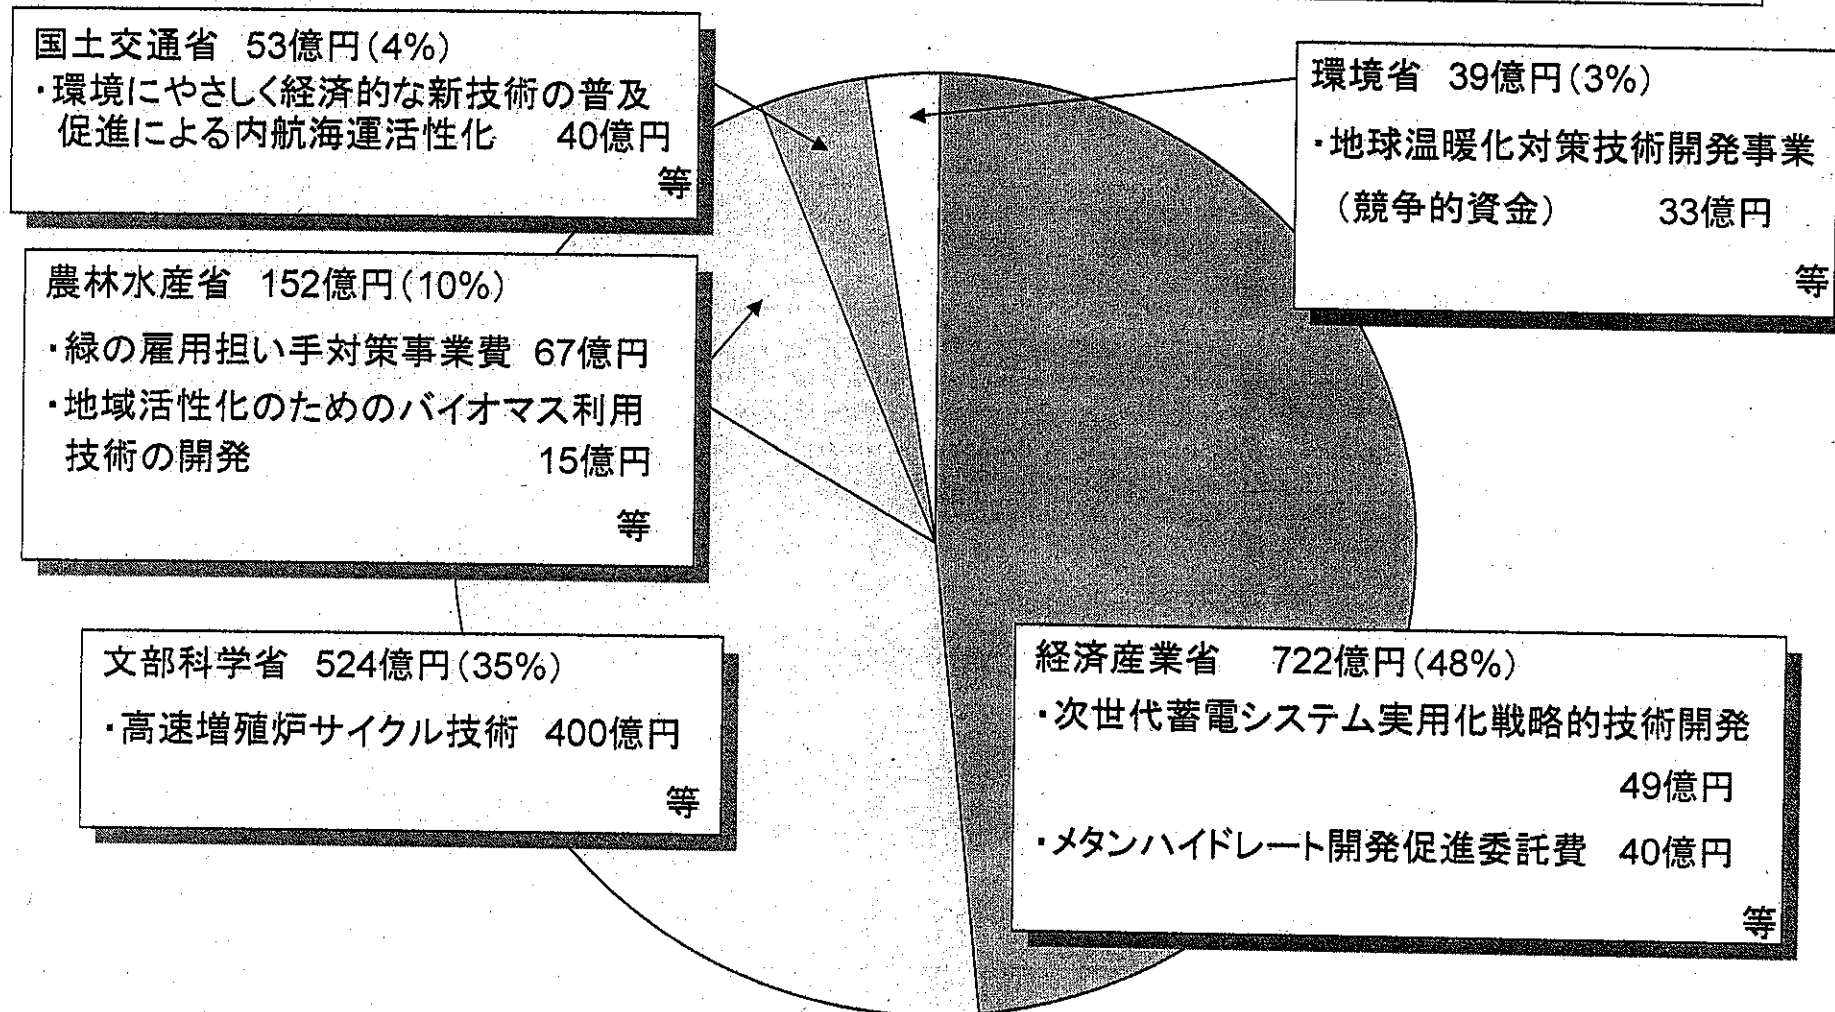 国土交通省 53億円(4%)
・環境にやさしく経済的な新技術の普及
促進による内航海運活性化 40億円
等
環境省 39億円(3%)
・地球温暖化対策技術開発事業
(競争的資金) 33億円
等
農林水産省 152億円(10%)
・緑の雇用担い手対策事業費 67億円
・地域活性化のためのバイオマス利用
技術の開発 15億円
等
文部科学省 524億円(35%)
・高速増殖炉サイクル技術 400億円
等
経済産業省 722億円(48%)
・次世代蓄電システム実用化戦略的技術開発
49億円
・メタンハイドレート開発促進委託費 40億円
等